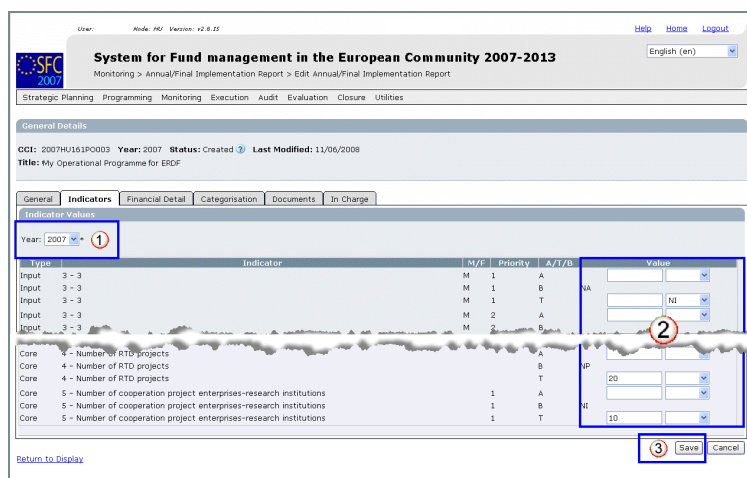 User: Node: HU Version: v2.8.15 Help Home Logout
SFC 2007
System for Fund management in the European Community 2007-2013
English (en)
Monitoring > Annual/Final Implementation Report > Edit Annual/Final Implementation Report
Strategic Planning Programming Monitoring Execution Audit Evaluation Closure Utilities
General Details
CCI: 2007HU161PO003 Year: 2007 Status: Created ? Last Modified: 11/06/2008
Title: My Operational Programme for ERDF
General Indicators Financial Detail Categorisation Documents In Charge
Indicator Values
Year: 2007 * 1
Type Indicator M/F Priority A/T/B Value
Input 3 - 3 M 1 A
Input 3 - 3 M 1 B NA
Input 3 - 3 M 1 T NI
Input 3 - 3 M 2 A
Input 3 - 3 M 2 B
2
Core 4 - Number of RTD projects A
Core 4 - Number of RTD projects B NP
Core 4 - Number of RTD projects T 20
Core 5 - Number of cooperation project enterprises-research institutions 1 A
Core 5 - Number of cooperation project enterprises-research institutions 1 B NI
Core 5 - Number of cooperation project enterprises-research institutions 1 T 10
3 Save Cancel
Return to Display